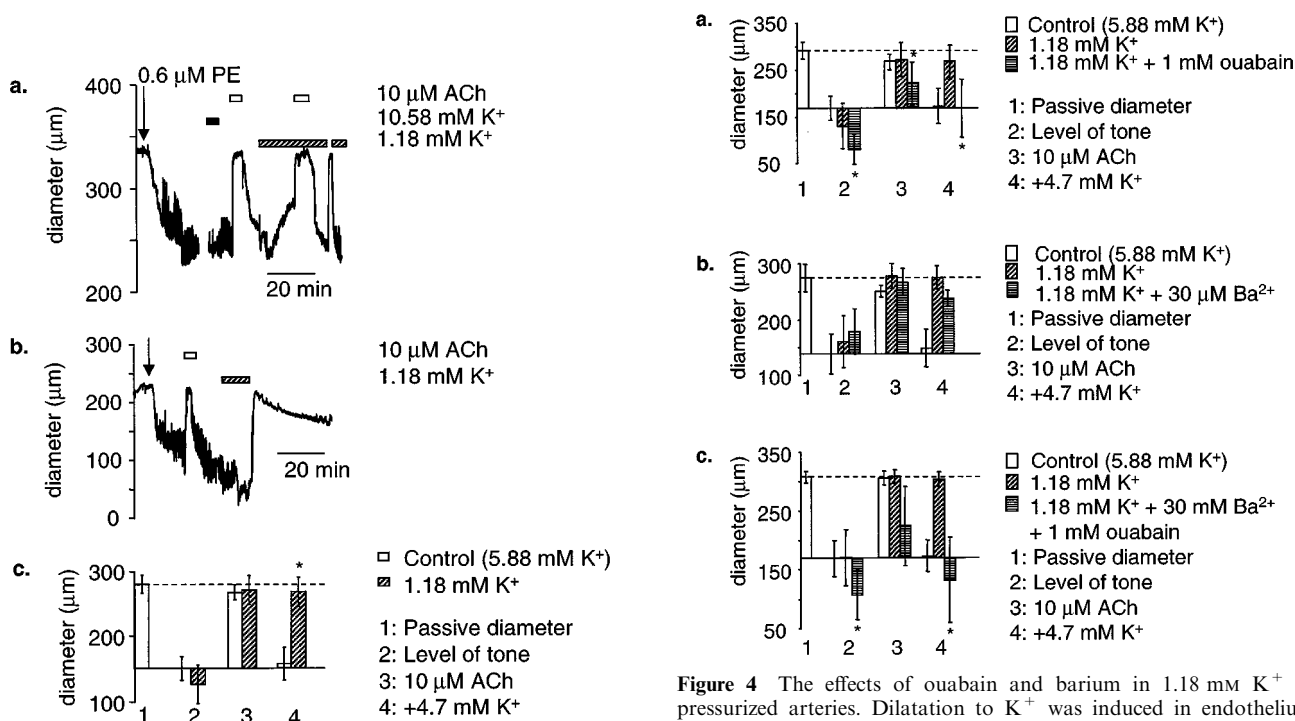 a.
0.6 μM PE
400
300
200
diameter (μm)
10 μM ACh
10.58 mM K⁺
1.18 mM K⁺
20 min
b.
300
200
100
0
diameter (μm)
10 μM ACh
1.18 mM K⁺
20 min
c.
300
200
100
diameter (μm)
*
1 2 3 4
Control (5.88 mM K⁺)
1.18 mM K⁺
1: Passive diameter
2: Level of tone
3: 10 μM ACh
4: +4.7 mM K⁺
a.
350
250
150
50
diameter (μm)
*
*
*
1 2 3 4
Control (5.88 mM K⁺)
1.18 mM K⁺
1.18 mM K⁺ + 1 mM ouabain
1: Passive diameter
2: Level of tone
3: 10 μM ACh
4: +4.7 mM K⁺
b.
300
200
100
diameter (μm)
1 2 3 4
Control (5.88 mM K⁺)
1.18 mM K⁺
1.18 mM K⁺ + 30 μM Ba²⁺
1: Passive diameter
2: Level of tone
3: 10 μM ACh
4: +4.7 mM K⁺
c.
350
250
150
50
diameter (μm)
*
*
1 2 3 4
Control (5.88 mM K⁺)
1.18 mM K⁺
1.18 mM K⁺ + 30 mM Ba²⁺
+ 1 mM ouabain
1: Passive diameter
2: Level of tone
3: 10 μM ACh
4: +4.7 mM K⁺
Figure 4 The effects of ouabain and barium in 1.18 mM K⁺
pressurized arteries. Dilatation to K⁺ was induced in